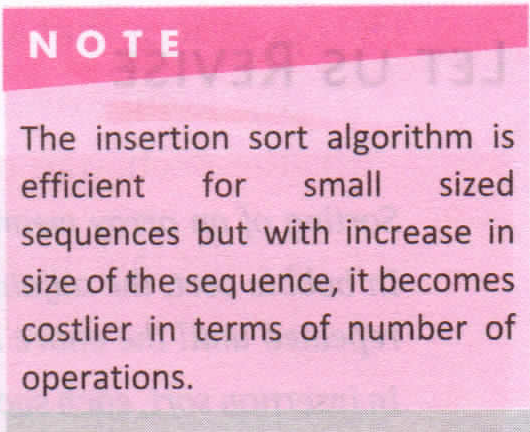 NOTE
The insertion sort algorithm is
efficient for small sized
sequences but with increase in
size of the sequence, it becomes
costlier in terms of number of
operations.